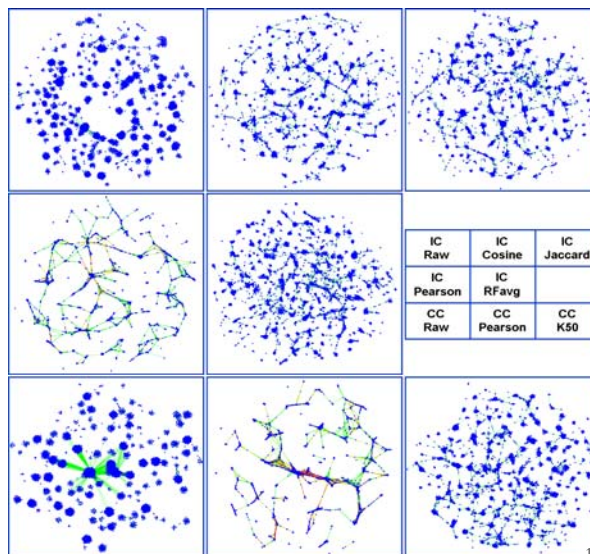 IC IC IC
Raw Cosine Jaccard
IC IC
Pearson RFavg
CC CC CC
Raw Pearson K50